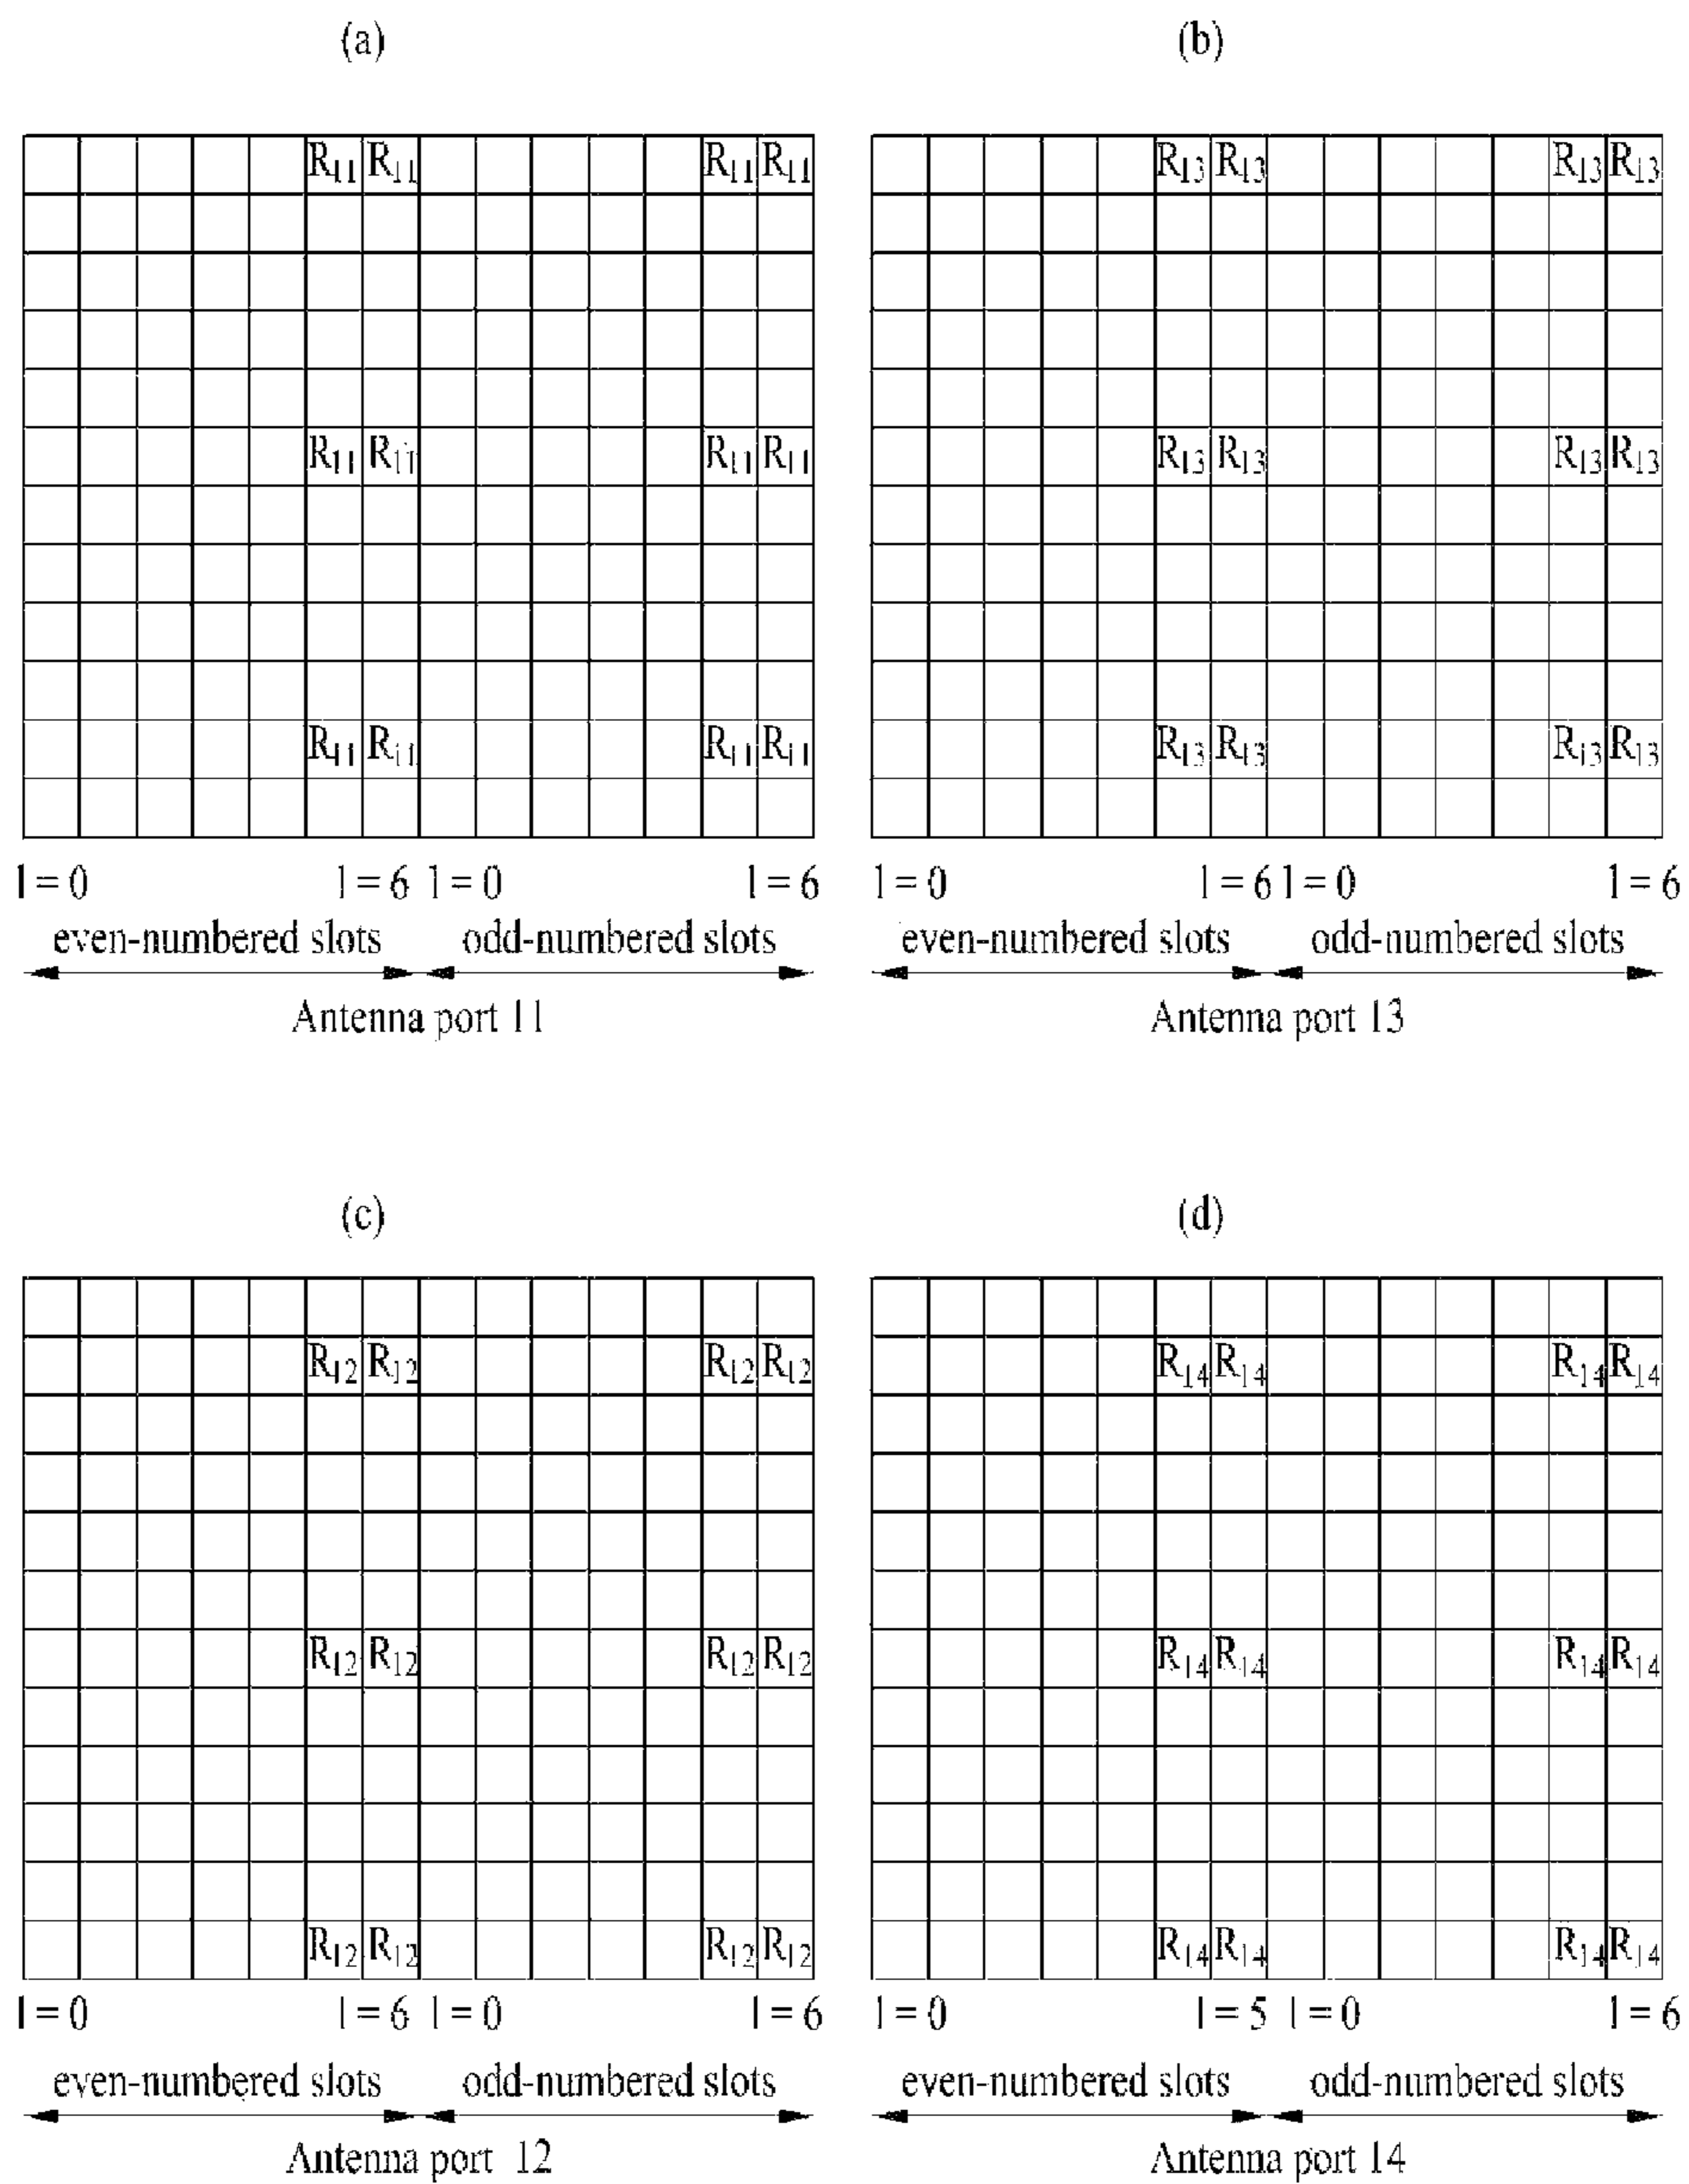 (a) (b)
R11 R11 R11 R11 R13 R13 R13 R13
R11 R11 R11 R11 R13 R13 R13 R13
R11 R11 R11 R11 R13 R13 R13 R13
l = 0 l = 6 l = 0 l = 6 l = 0 l = 6 l = 0 l = 6
even-numbered slots odd-numbered slots even-numbered slots odd-numbered slots
Antenna port 11 Antenna port 13
(c) (d)
R12 R12 R12 R12 R14 R14 R14 R14
R12 R12 R12 R12 R14 R14 R14 R14
R12 R12 R12 R12 R14 R14 R14 R14
l = 0 l = 6 l = 0 l = 6 l = 0 l = 5 l = 0 l = 6
even-numbered slots odd-numbered slots even-numbered slots odd-numbered slots
Antenna port 12 Antenna port 14